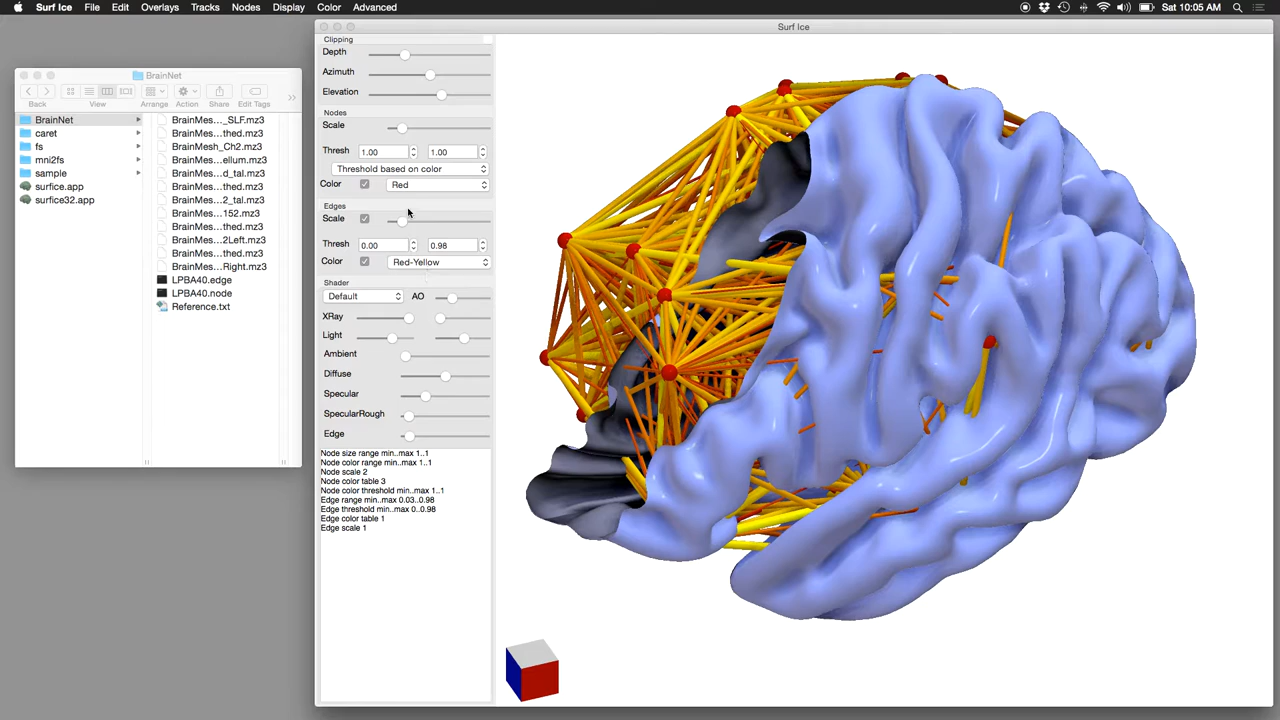 Surf Ice File Edit Overlays Tracks Nodes Display Color Advanced Sat 10:05 AM
BrainNet
Back View Arrange Action Share Edit Tags
BrainNet
caret
fs
mni2fs
sample
surfice.app
surfice32.app
BrainMes..._SLF.mz3
BrainMes...thed.mz3
BrainMesh_Ch2.mz3
BrainMes...ellum.mz3
BrainMes...d_tal.mz3
BrainMes...thed.mz3
BrainMes...2_tal.mz3
BrainMes...152.mz3
BrainMes...thed.mz3
BrainMes...2Left.mz3
BrainMes...thed.mz3
BrainMes...Right.mz3
LPBA40.edge
LPBA40.node
Reference.txt
Surf Ice
Clipping
Depth
Azimuth
Elevation
Nodes
Scale
Thresh 1.00 1.00
Threshold based on color
Color Red
Edges
Scale
Thresh 0.00 0.98
Color Red-Yellow
Shader
Default AO
XRay
Light
Ambient
Diffuse
Specular
SpecularRough
Edge
Node size range min..max 1..1
Node color range min..max 1..1
Node scale 2
Node color table 3
Node color threshold min..max 1..1
Edge range min..max 0.03..0.98
Edge threshold min..max 0..0.98
Edge color table 1
Edge scale 1